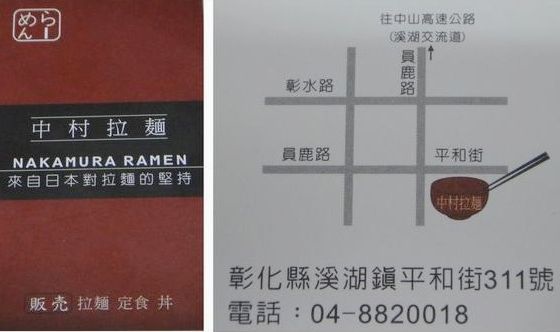 らー
めん
中村拉麺
NAKAMURA RAMEN
來自日本對拉麵的堅持
販売 拉麵 定食 丼
往中山高速公路
(溪湖交流道)
員鹿路
彰水路
員鹿路
平和街
中村拉麵
彰化縣溪湖鎮平和街311號
電話：04-8820018